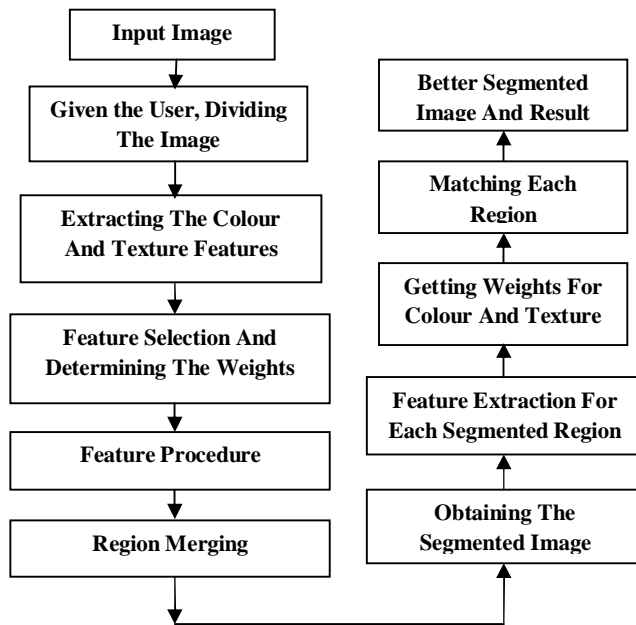 Input Image
Given the User, Dividing
The Image
Extracting The Colour
And Texture Features
Feature Selection And
Determining The Weights
Feature Procedure
Region Merging
Obtaining The
Segmented Image
Feature Extraction For
Each Segmented Region
Getting Weights For
Colour And Texture
Matching Each
Region
Better Segmented
Image And Result